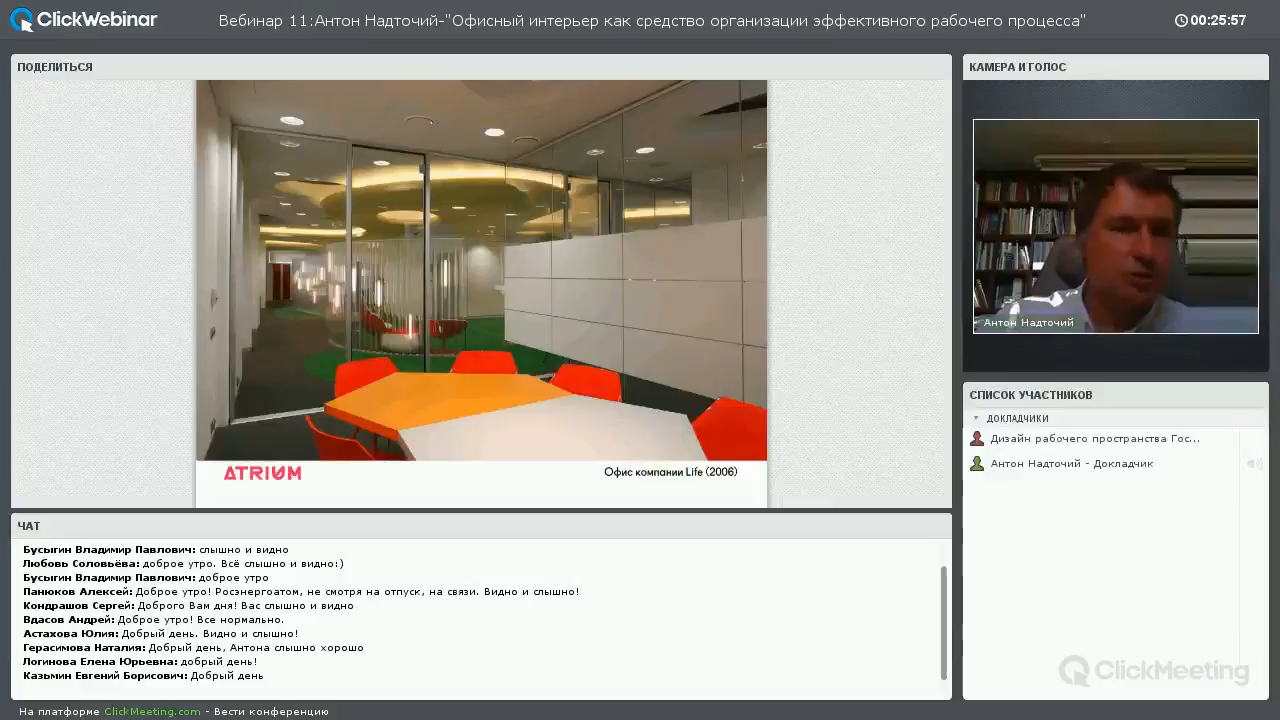 ClickWebinar
Вебинар 11:Антон Надточий-"Офисный интерьер как средство организации эффективного рабочего процесса"
00:25:57
ПОДЕЛИТЬСЯ
ATRIUM
Офис компании Life (2006)
КАМЕРА И ГОЛОС
Антон Надточий
СПИСОК УЧАСТНИКОВ
ДОКЛАДЧИКИ
Дизайн рабочего пространства Гос...
Антон Надточий - Докладчик
ClickMeeting
ЧАТ
Бусыгин Владимир Павлович: слышно и видно
Любовь Соловьёва: доброе утро. Всё слышно и видно:)
Бусыгин Владимир Павлович: доброе утро
Панюков Алексей: Доброе утро! Росэнергоатом, не смотря на отпуск, на связи. Видно и слышно!
Кондрашов Сергей: Доброго Вам дня! Вас слышно и видно
Вдасов Андрей: Доброе утро! Все нормально.
Астахова Юлия: Добрый день. Видно и слышно!
Герасимова Наталия: Добрый день, Антона слышно хорошо
Логинова Елена Юрьевна: добрый день!
Казьмин Евгений Борисович: Добрый день
На платформе ClickMeeting.com - Вести конференцию